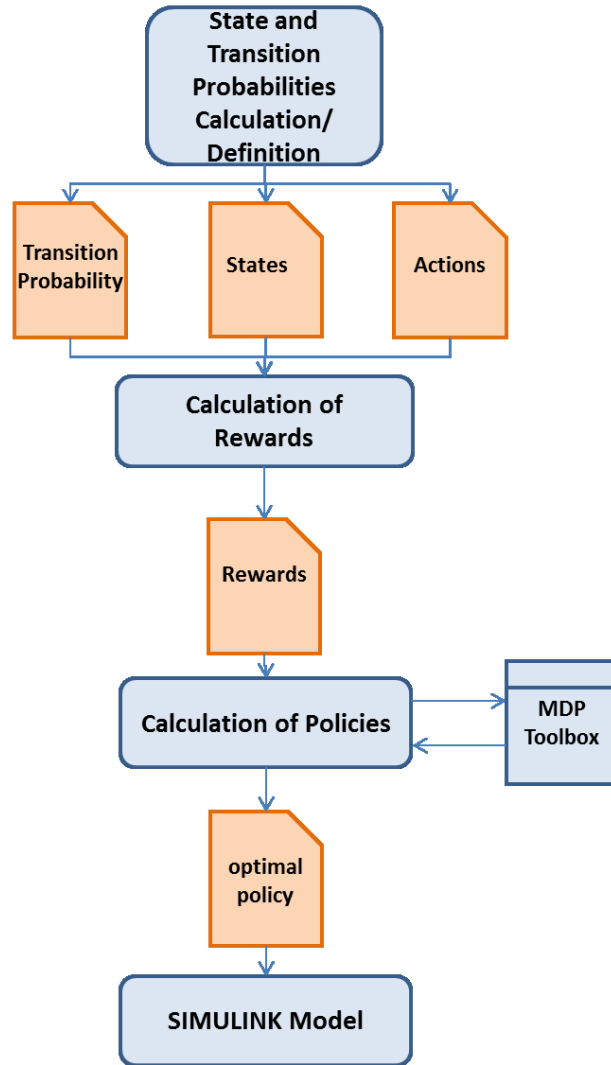 State and
Transition
Probabilities
Calculation/
Definition
Transition
Probability
States
Actions
Calculation of
Rewards
Rewards
Calculation of Policies
MDP
Toolbox
optimal
policy
SIMULINK Model